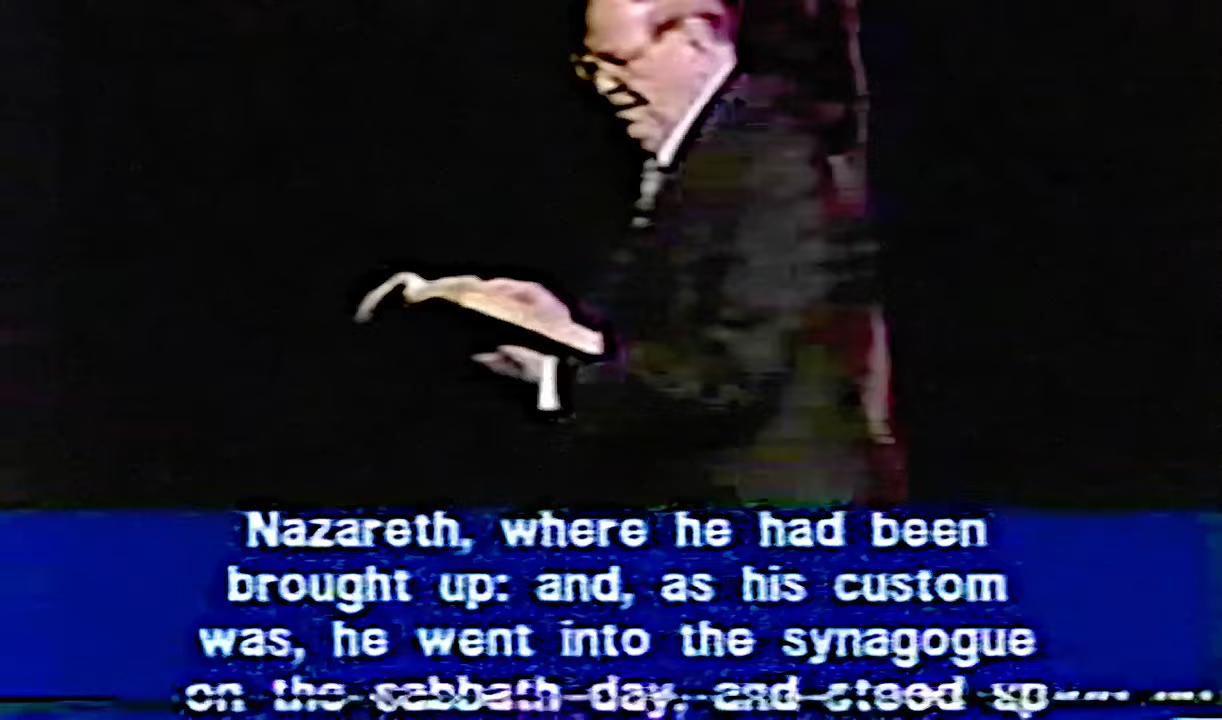 Nazareth, where he had been
brought up: and, as his custom
was, he went into the synagogue
on the sabbath day, and stood up